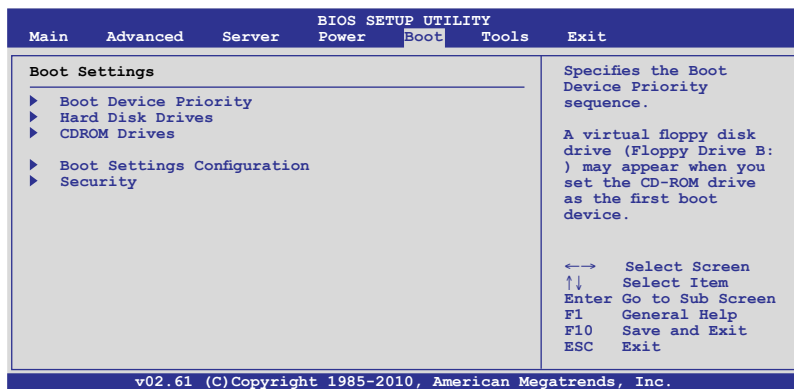 BIOS SETUP UTILITY
Main Advanced Server Power Boot Tools Exit
Boot Settings
Boot Device Priority
Hard Disk Drives
CDROM Drives
Boot Settings Configuration
Security
Specifies the Boot
Device Priority
sequence.
A virtual floppy disk
drive (Floppy Drive B:
) may appear when you
set the CD-ROM drive
as the first boot
device.
←→ Select Screen
↑↓ Select Item
Enter Go to Sub Screen
F1 General Help
F10 Save and Exit
ESC Exit
v02.61 (C)Copyright 1985-2010, American Megatrends, Inc.